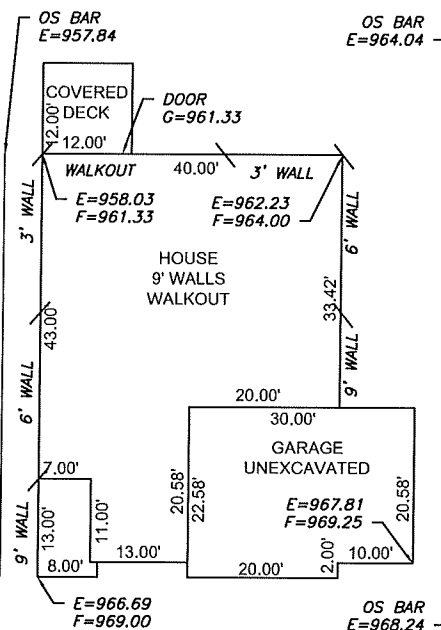 OS BAR
E=957.84
OS BAR
E=964.04
COVERED
DECK
12.00'
12.00'
DOOR
G=961.33
WALKOUT
40.00'
3' WALL
E=958.03
F=961.33
E=962.23
F=964.00
3' WALL
6' WALL
HOUSE
9' WALLS
WALKOUT
43.00'
33.42'
6' WALL
9' WALL
20.00'
30.00'
GARAGE
UNEXCAVATED
7.00'
20.58'
22.58'
E=967.81
F=969.25
20.58'
9' WALL
13.00'
11.00'
13.00'
8.00'
20.00'
2.00'
10.00'
E=966.69
F=969.00
OS BAR
E=968.24